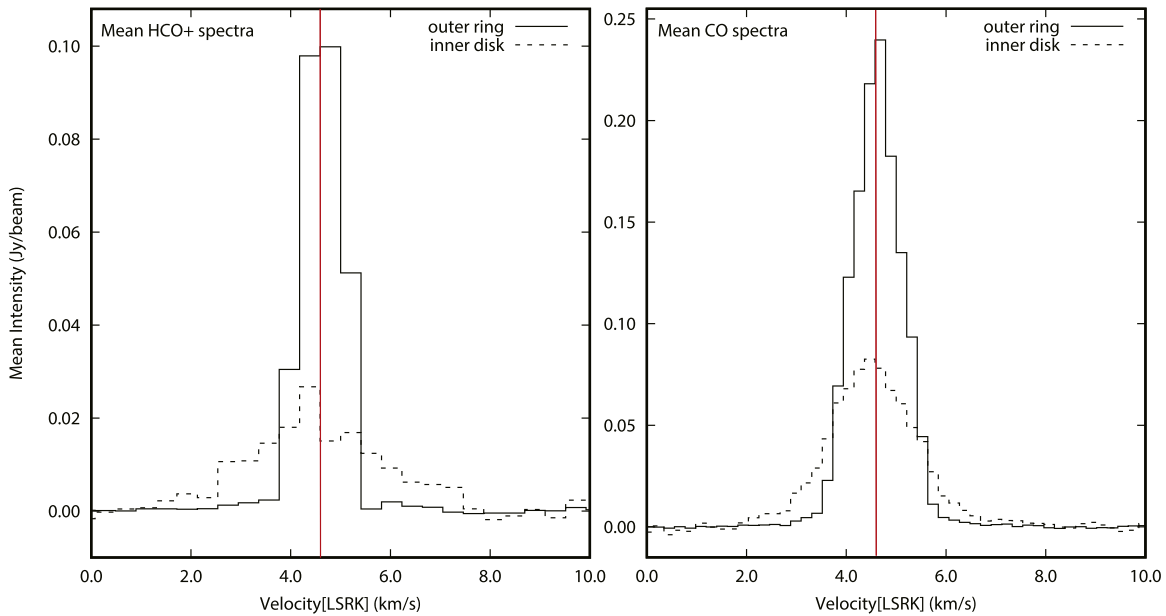 Mean HCO+ spectra
outer ring
inner disk
0.10
0.08
0.06
0.04
0.02
0.00
Mean Intensity (Jy/beam)
0.0 2.0 4.0 6.0 8.0 10.0
Velocity[LSRK] (km/s)
Mean CO spectra
outer ring
inner disk
0.25
0.20
0.15
0.10
0.05
0.00
0.0 2.0 4.0 6.0 8.0 10.0
Velocity[LSRK] (km/s)